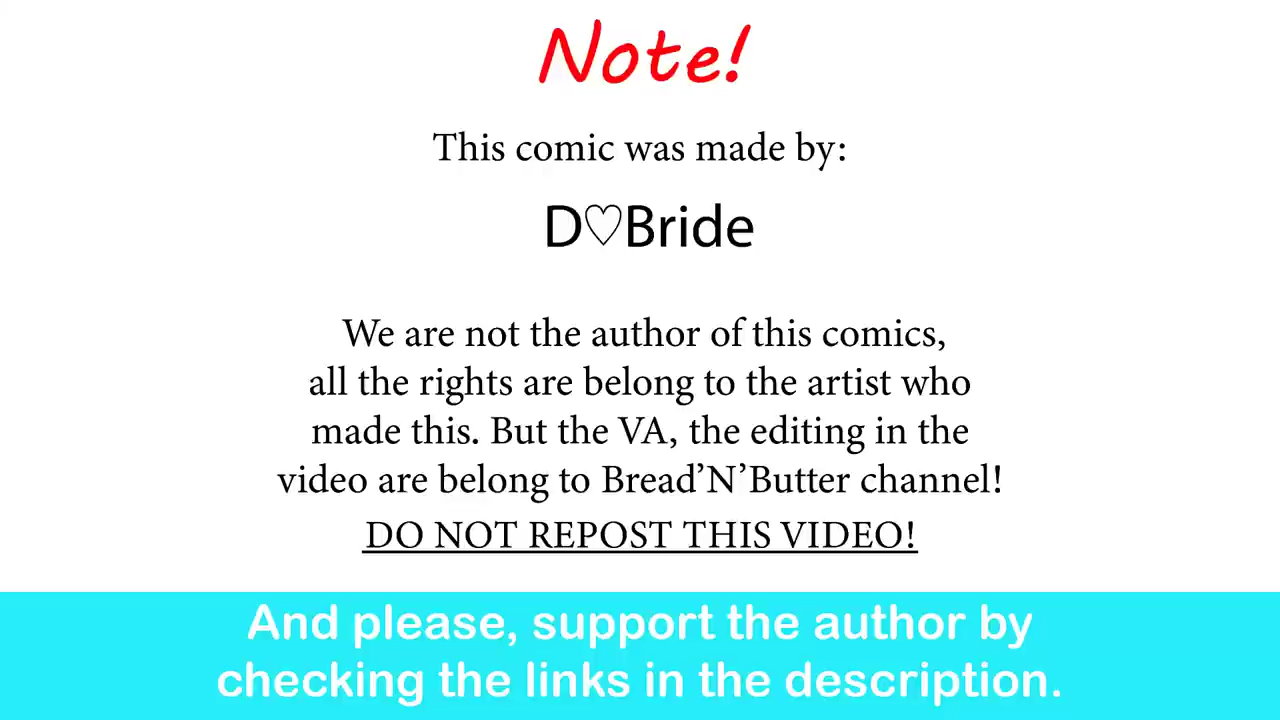 Note!
This comic was made by:
D♡Bride
We are not the author of this comics,
all the rights are belong to the artist who
made this. But the VA, the editing in the
video are belong to Bread’N’Butter channel!
DO NOT REPOST THIS VIDEO!
And please, support the author by
checking the links in the description.